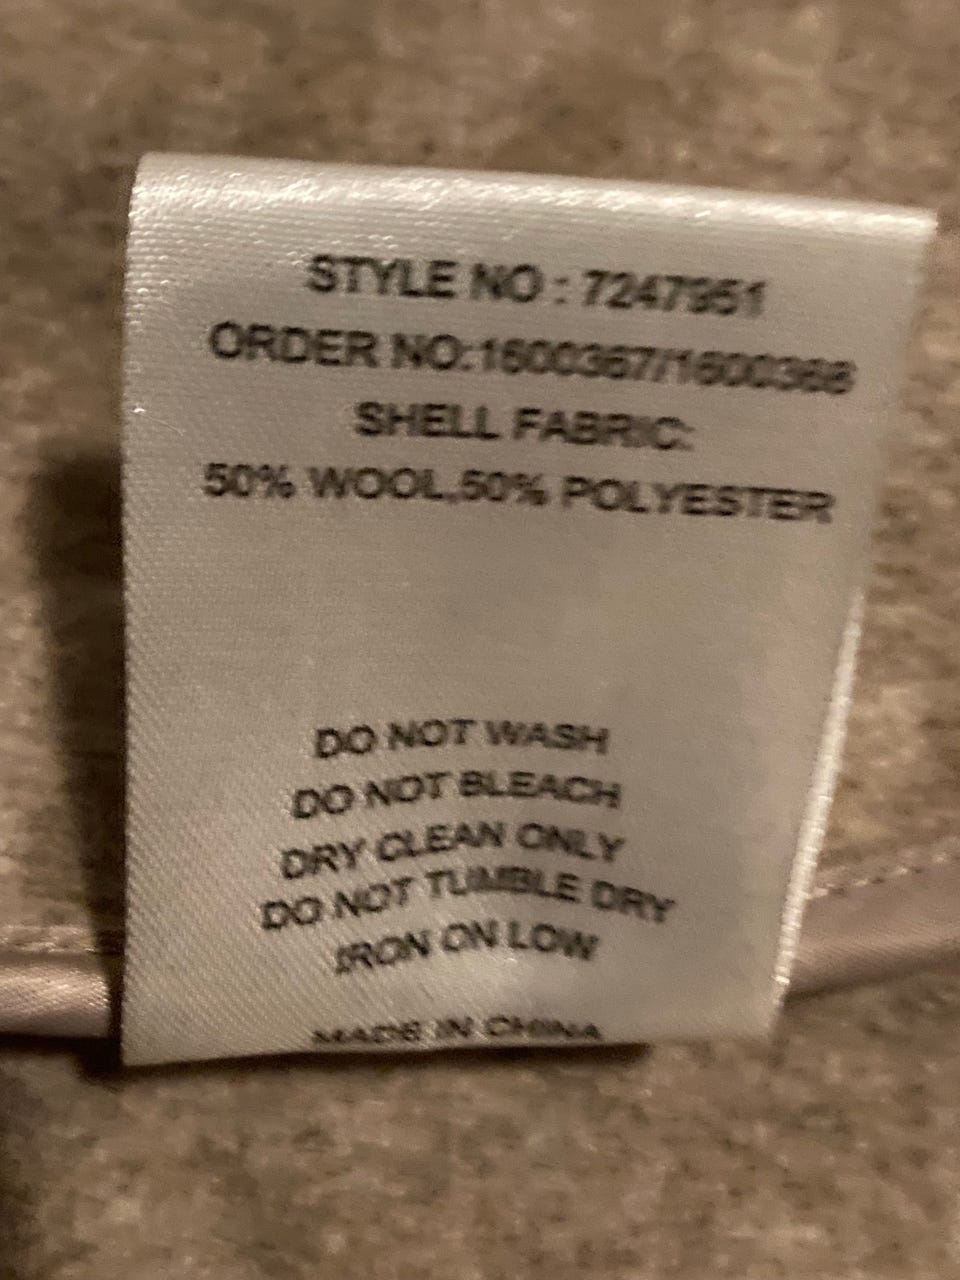 STYLE NO : 7247951
ORDER NO:1600367/1600368
SHELL FABRIC:
50% WOOL,50% POLYESTER
DO NOT WASH
DO NOT BLEACH
DRY CLEAN ONLY
DO NOT TUMBLE DRY
IRON ON LOW
MADE IN CHINA